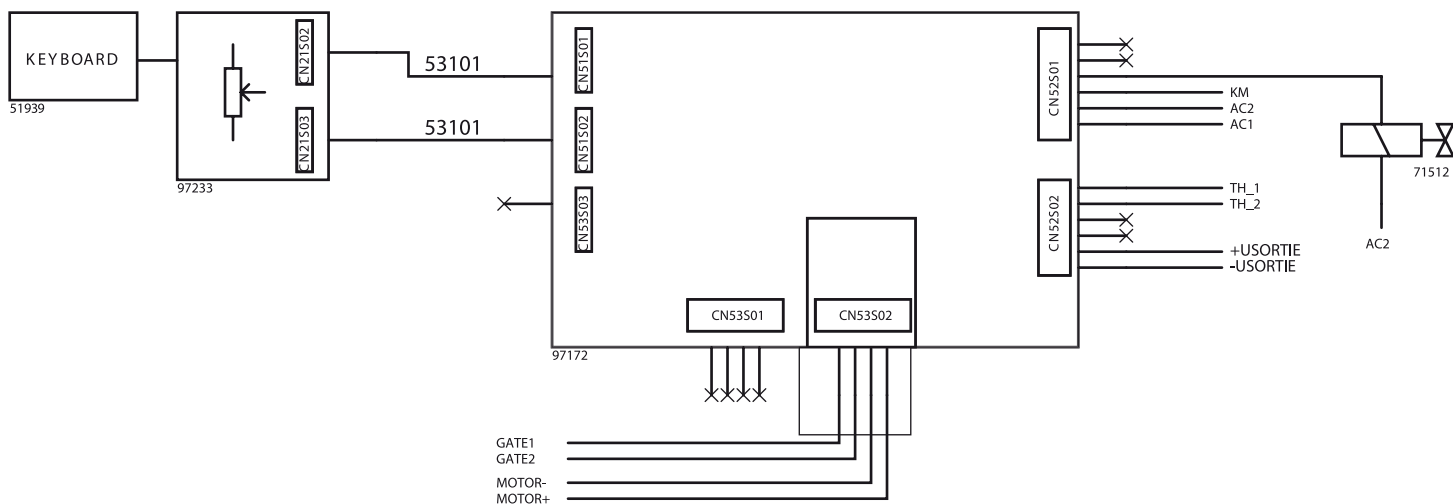 KEYBOARD
51939
CN21S02
CN21S03
97233
53101
53101
CN51S01
CN51S02
CN53S03
CN52S01
CN52S02
CN53S01
CN53S02
97172
KM
AC2
AC1
TH_1
TH_2
+USORTIE
-USORTIE
71512
AC2
GATE1
GATE2
MOTOR-
MOTOR+